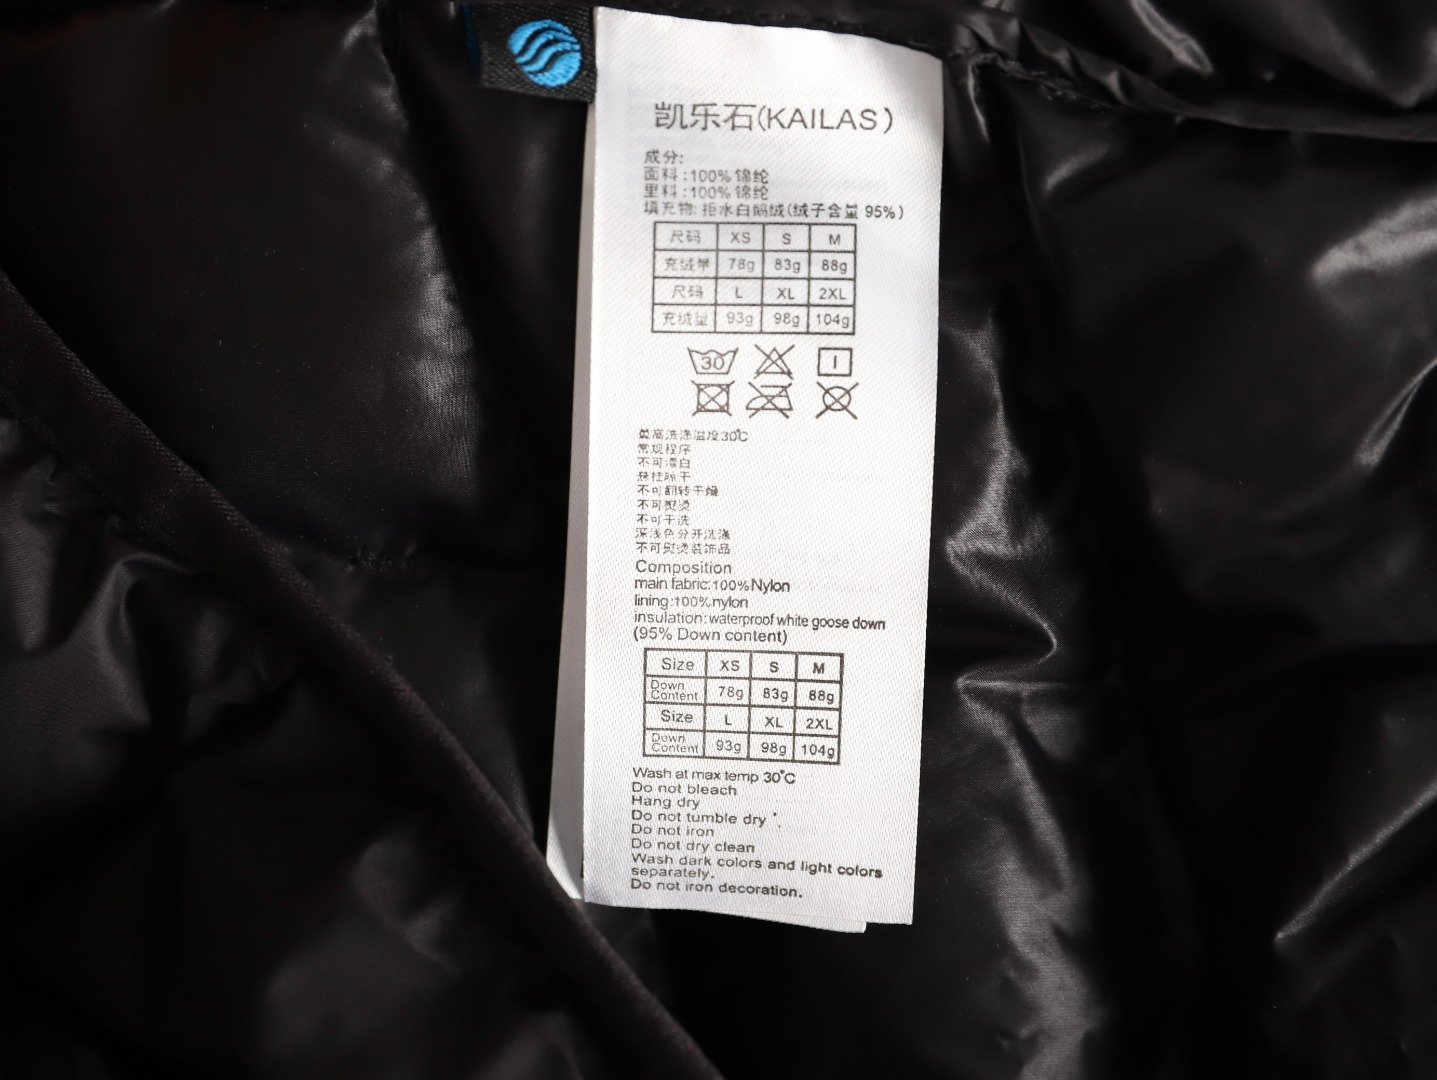 凯乐石(KAILAS)
成分:
面料:100% 锦纶
里料:100% 锦纶
填充物: 拒水白鹅绒(绒子含量 95%)
尺码 XS S M
充绒量 78g 83g 88g
尺码 L XL 2XL
充绒量 93g 98g 104g
30
最高洗涤温度30℃
常规程序
不可漂白
悬挂晾干
不可翻转干燥
不可熨烫
不可干洗
深浅色分开洗涤
不可熨烫装饰品
Composition
main fabric:100%Nylon
lining:100%nylon
insulation: waterproof white goose down
(95% Down content)
Size XS S M
Down Content 78g 83g 88g
Size L XL 2XL
Down Content 93g 98g 104g
Wash at max temp 30℃
Do not bleach
Hang dry
Do not tumble dry
Do not iron
Do not dry clean
Wash dark colors and light colors
separately.
Do not iron decoration.